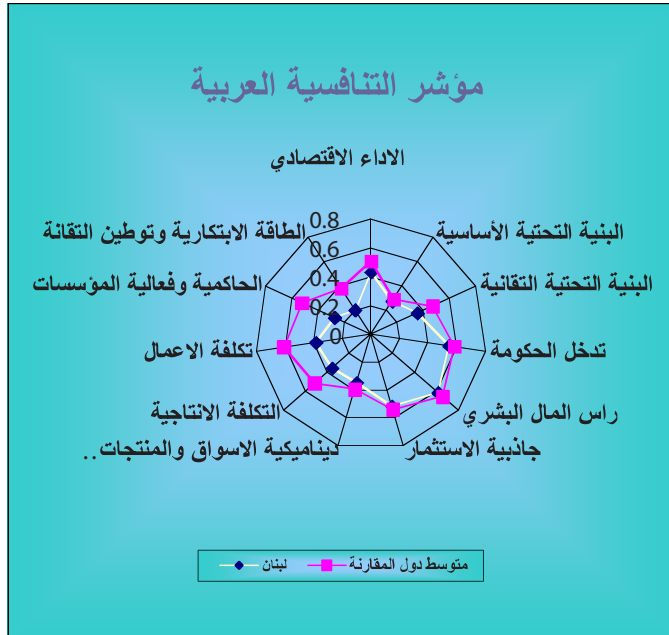 مؤشر التنافسية العربية
الاداء الاقتصادي
0.8
0.6
0.4
0.2
0
البنية التحتية الأساسية
البنية التحتية التقانية
تدخل الحكومة
راس المال البشري
جاذبية الاستثمار
ديناميكية الاسواق والمنتجات..
التكلفة الانتاجية
تكلفة الاعمال
الحاكمية وفعالية المؤسسات
الطاقة الابتكارية وتوطين التقانة
متوسط دول المقارنة
لبنان